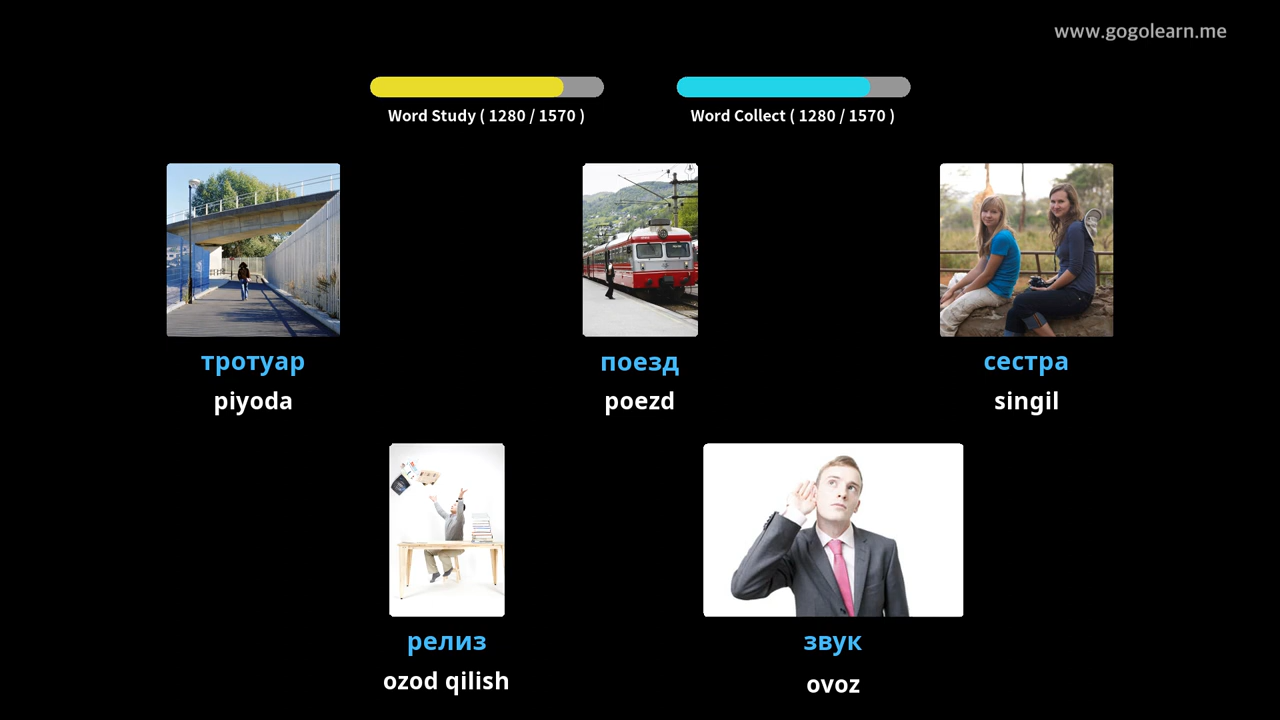 www.gogolearn.me
Word Study ( 1280 / 1570 )
Word Collect ( 1280 / 1570 )
тротуар
piyoda
поезд
poezd
сестра
singil
релиз
ozod qilish
звук
ovoz